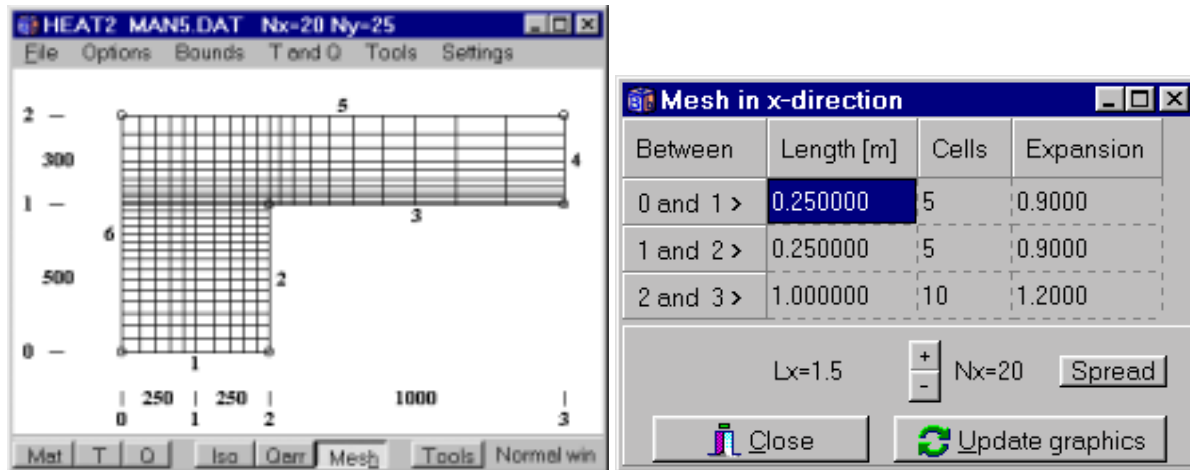 HEAT2 MAN5.DAT Nx=20 Ny=25
File Options Bounds T and Q Tools Settings
5
2
300
4
1
3
6
500
2
0
1
250 250 1000
0 1 2 3
Mat T Q Iso Qarr Mesh Tools Normal win
Mesh in x-direction
Between Length [m] Cells Expansion
0 and 1 > 0.250000 5 0.9000
1 and 2 > 0.250000 5 0.9000
2 and 3 > 1.000000 10 1.2000
Lx=1.5 + - Nx=20 Spread
Close Update graphics